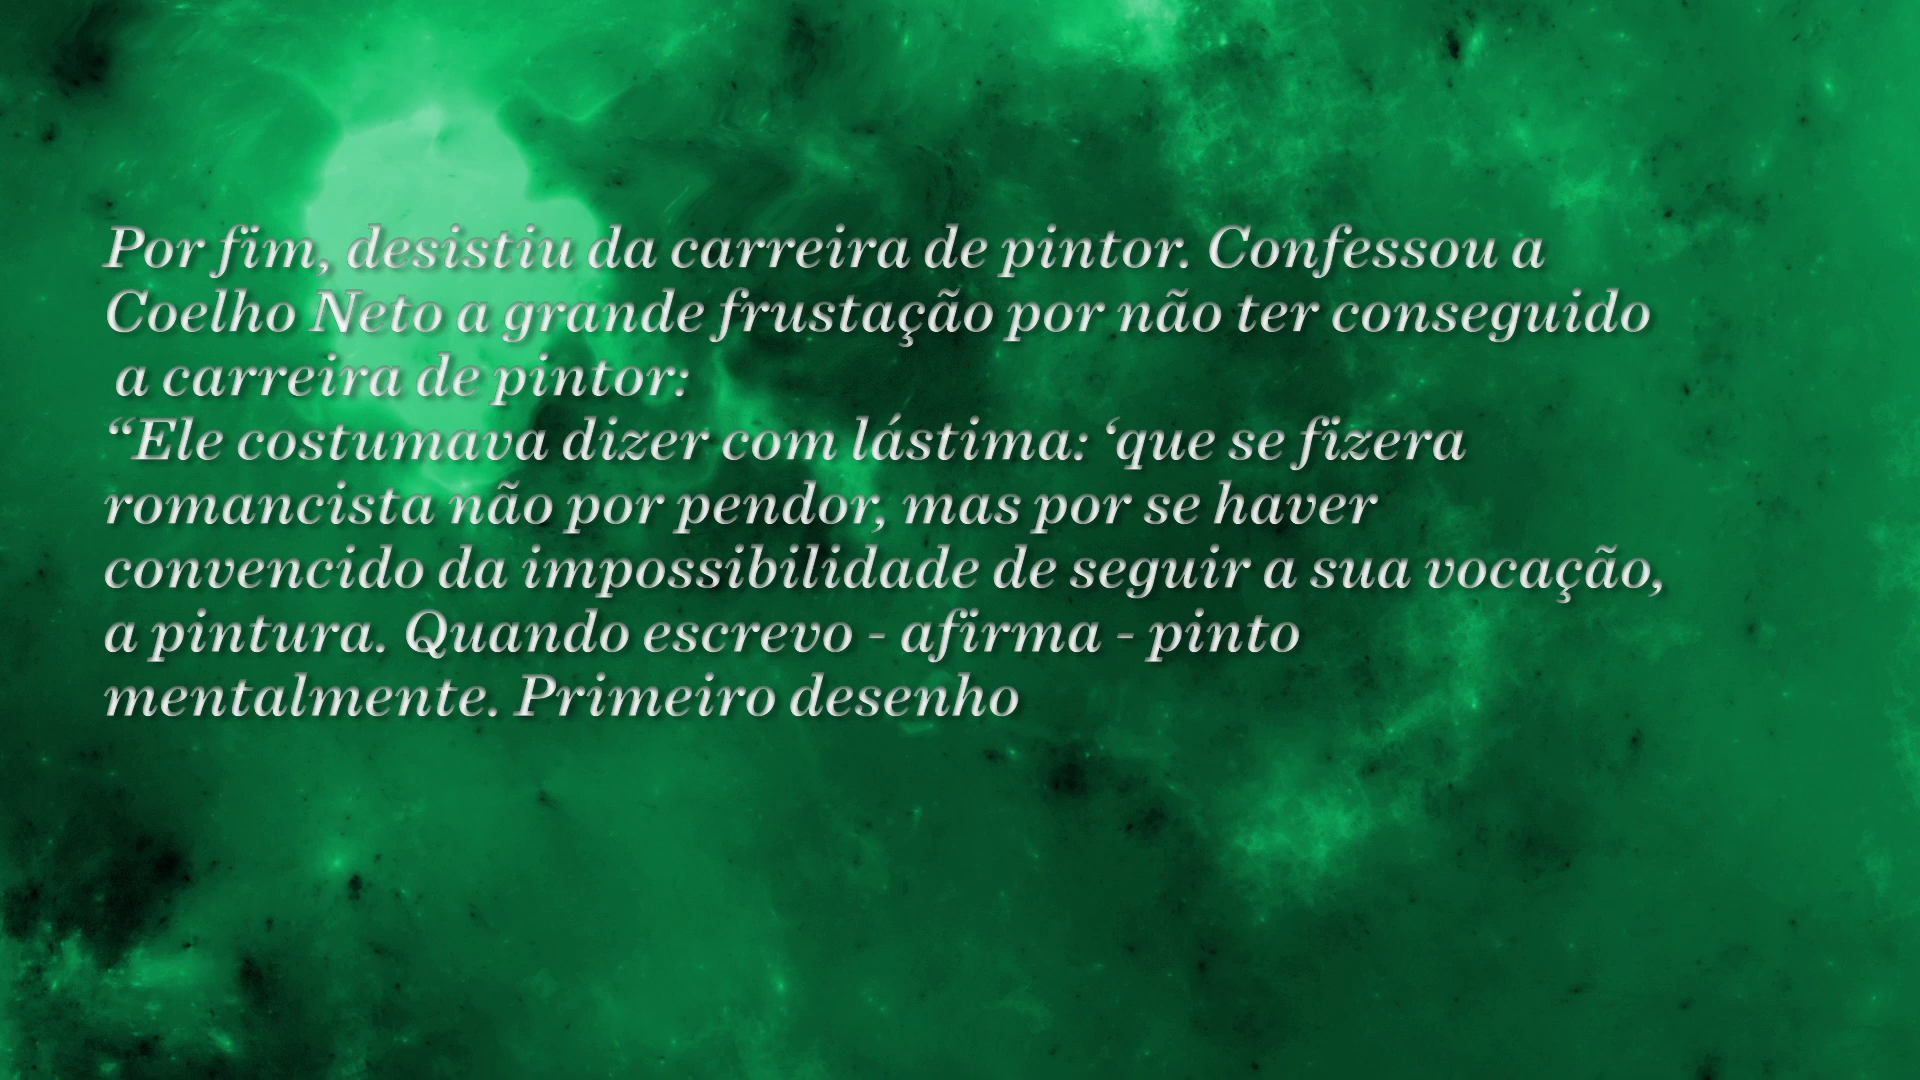 Por fim, desistiu da carreira de pintor. Confessou a
Coelho Neto a grande frustação por não ter conseguido
a carreira de pintor:
“Ele costumava dizer com lástima: ‘que se fizera
romancista não por pendor, mas por se haver
convencido da impossibilidade de seguir a sua vocação,
a pintura. Quando escrevo - afirma - pinto
mentalmente. Primeiro desenho